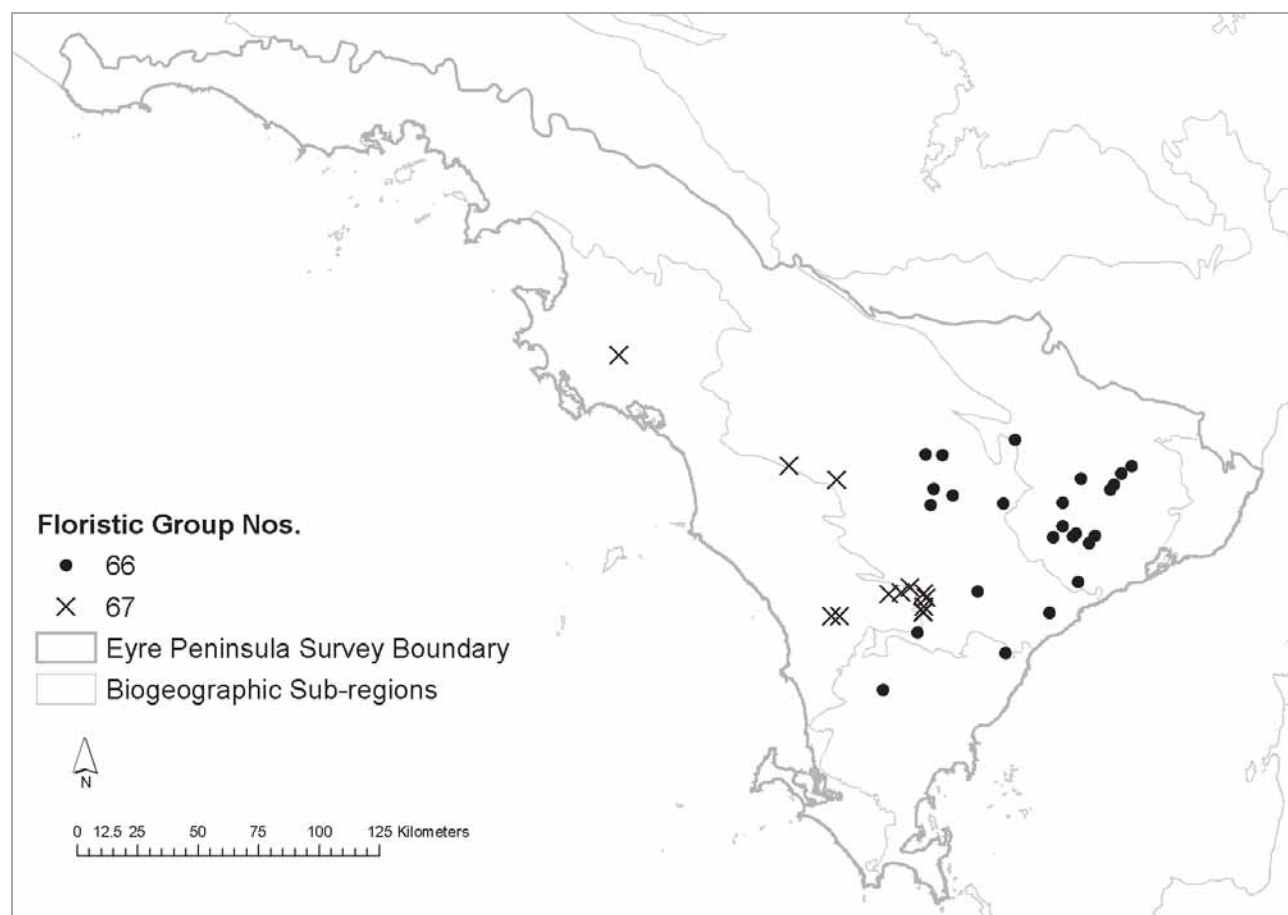 Floristic Group Nos.
66
67
Eyre Peninsula Survey Boundary
Biogeographic Sub-regions
N
0 12.5 25 50 75 100 125 Kilometers